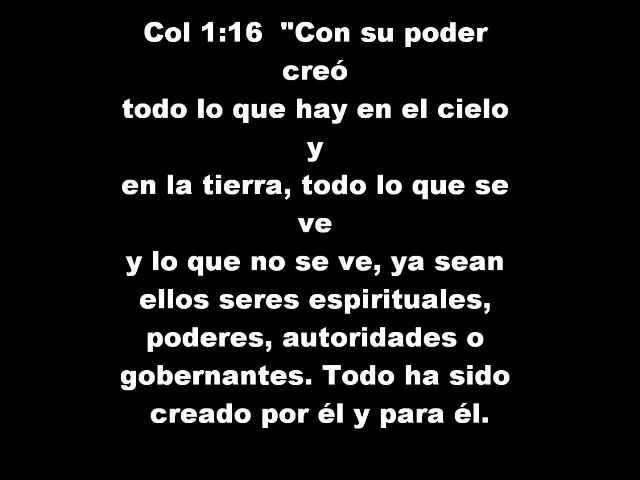 Col 1:16  "Con su poder
creó
todo lo que hay en el cielo
y
en la tierra, todo lo que se
ve
y lo que no se ve, ya sean
ellos seres espirituales,
poderes, autoridades o
gobernantes. Todo ha sido
creado por él y para él.